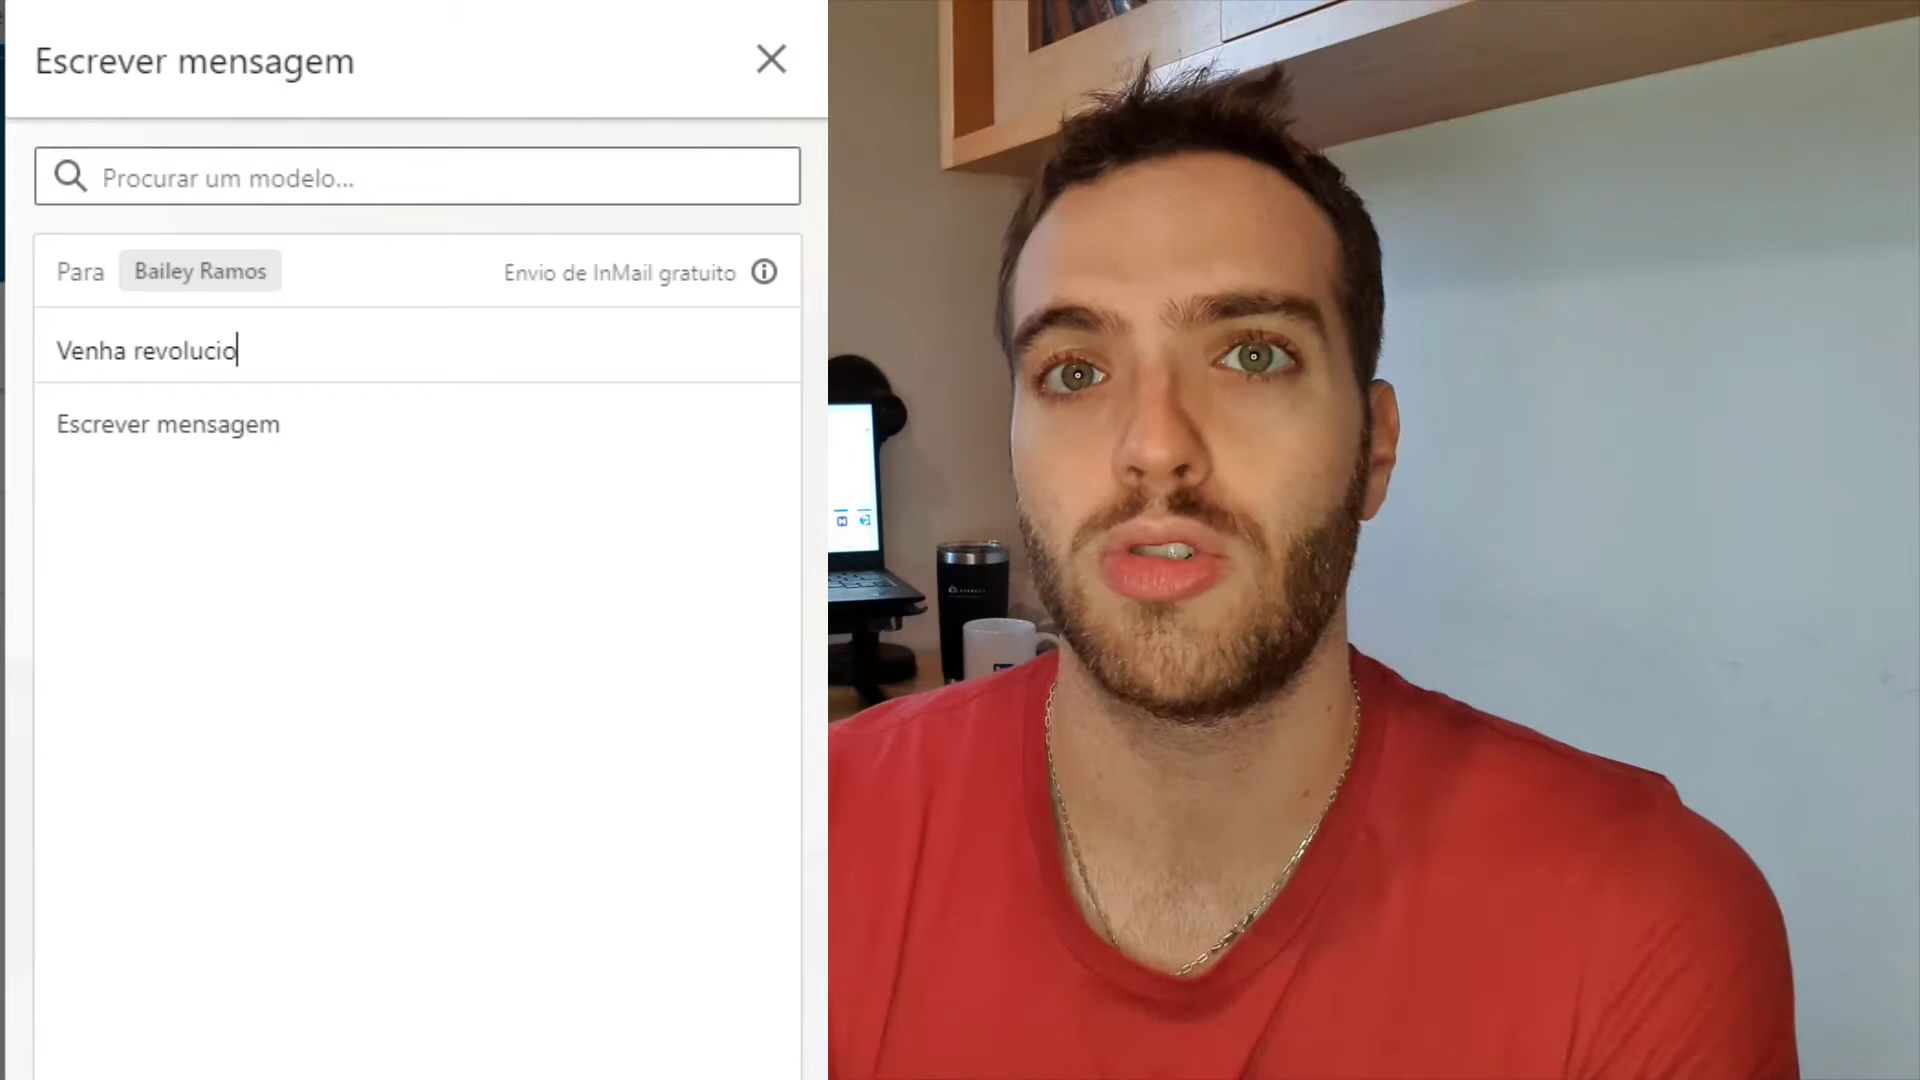 Escrever mensagem
Procurar um modelo...
Para Bailey Ramos Envio de InMail gratuito
Venha revolucio
Escrever mensagem